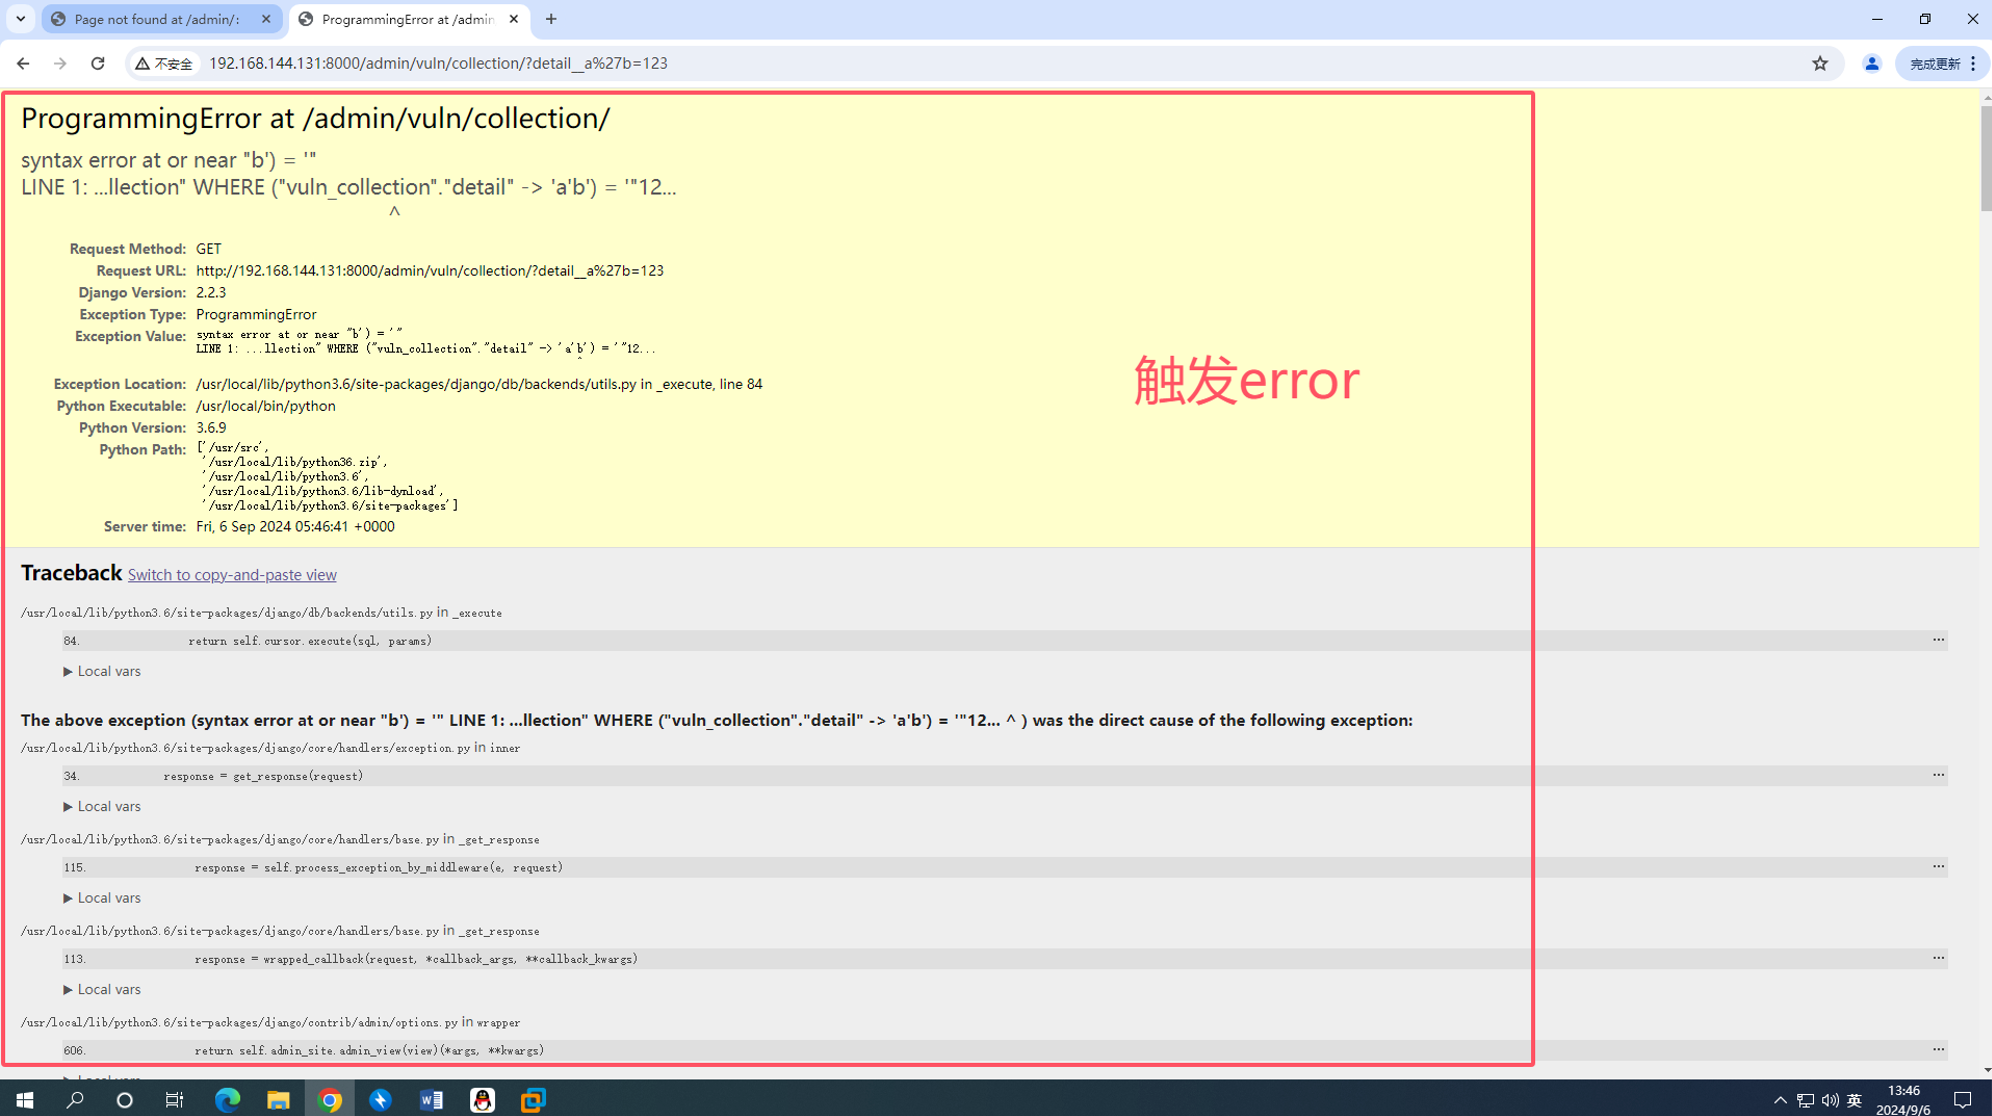 Page not found at /admin/:
ProgrammingError at /admin
不安全
192.168.144.131:8000/admin/vuln/collection/?detail__a%27b=123
完成更新
ProgrammingError at /admin/vuln/collection/
syntax error at or near "b') = '"
LINE 1: ...llection" WHERE ("vuln_collection"."detail" -> 'a'b') = '"12...
^
Request Method: GET
Request URL: http://192.168.144.131:8000/admin/vuln/collection/?detail__a%27b=123
Django Version: 2.2.3
Exception Type: ProgrammingError
Exception Value: syntax error at or near "b') = '"
LINE 1: ...llection" WHERE ("vuln_collection"."detail" -> 'a'b') = '"12...
^
触发error
Exception Location: /usr/local/lib/python3.6/site-packages/django/db/backends/utils.py in _execute, line 84
Python Executable: /usr/local/bin/python
Python Version: 3.6.9
Python Path: ['/usr/src',
'/usr/local/lib/python36.zip',
'/usr/local/lib/python3.6',
'/usr/local/lib/python3.6/lib-dynload',
'/usr/local/lib/python3.6/site-packages']
Server time: Fri, 6 Sep 2024 05:46:41 +0000
Traceback Switch to copy-and-paste view
/usr/local/lib/python3.6/site-packages/django/db/backends/utils.py in _execute
84. return self.cursor.execute(sql, params) ...
▶ Local vars
The above exception (syntax error at or near "b') = '" LINE 1: ...llection" WHERE ("vuln_collection"."detail" -> 'a'b') = '"12... ^ ) was the direct cause of the following exception:
/usr/local/lib/python3.6/site-packages/django/core/handlers/exception.py in inner
34. response = get_response(request) ...
▶ Local vars
/usr/local/lib/python3.6/site-packages/django/core/handlers/base.py in _get_response
115. response = self.process_exception_by_middleware(e, request) ...
▶ Local vars
/usr/local/lib/python3.6/site-packages/django/core/handlers/base.py in _get_response
113. response = wrapped_callback(request, *callback_args, **callback_kwargs) ...
▶ Local vars
/usr/local/lib/python3.6/site-packages/django/contrib/admin/options.py in wrapper
606. return self.admin_site.admin_view(view)(*args, **kwargs) ...
英
13:46
2024/9/6